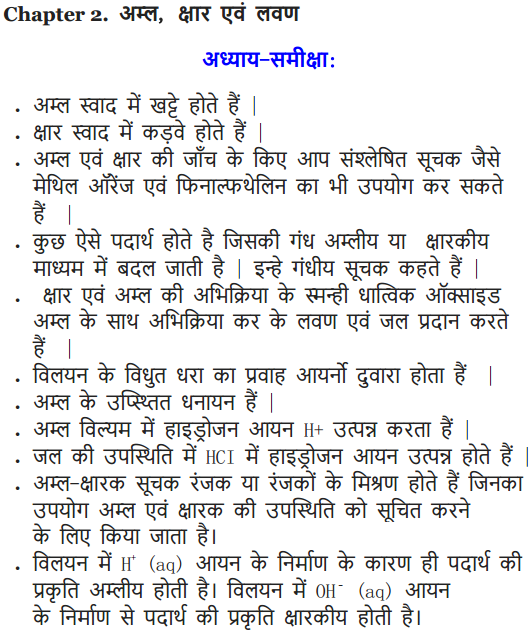 Chapter 2. अम्ल, क्षार एवं लवण
अध्याय-समीक्षा:
• अम्ल स्वाद में खट्टे होते हैं |
• क्षार स्वाद में कड़वे होते हैं |
• अम्ल एवं क्षार की जाँच के किए आप संश्लेषित सूचक जैसे
मेथिल ऑरेंज एवं फिनाल्फथेलिन का भी उपयोग कर सकते
हैं |
• कुछ ऐसे पदार्थ होते है जिसकी गंध अम्लीय या क्षारकीय
माध्यम में बदल जाती है | इन्हे गंधीय सूचक कहते हैं |
• क्षार एवं अम्ल की अभिक्रिया के स्मन्ही धात्विक ऑक्साइड
अम्ल के साथ अभिक्रिया कर के लवण एवं जल प्रदान करते
हैं |
• विलयन के विधुत धरा का प्रवाह आयर्नो दुवारा होता हैं |
• अम्ल के उप्स्थ्तित धनायन हैं |
• अम्ल विल्यम में हाइड्रोजन आयन H+ उत्पन्न करता हैं |
• जल की उपस्थिति में HCI में हाइड्रोजन आयन उत्पन्न होते हैं |
• अम्ल-क्षारक सूचक रंजक या रंजकों के मिश्रण होते हैं जिनका
उपयोग अम्ल एवं क्षारक की उपस्थिति को सूचित करने
के लिए किया जाता है।
• विलयन में H⁺ (aq) आयन के निर्माण के कारण ही पदार्थ की
प्रकृति अम्लीय होती है। विलयन में OH⁻ (aq) आयन
के निर्माण से पदार्थ की प्रकृति क्षारकीय होती है।